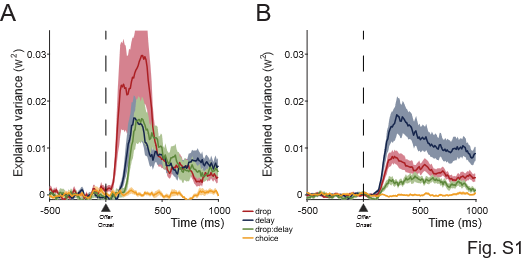 A
B
Explained variance (w²)
0.03
0.02
0.01
0
-500
500
1000
Offer
Onset
Time (ms)
Explained variance (w²)
0.03
0.02
0.01
0
-500
500
1000
Offer
Onset
Time (ms)
drop
delay
drop:delay
choice
Fig. S1